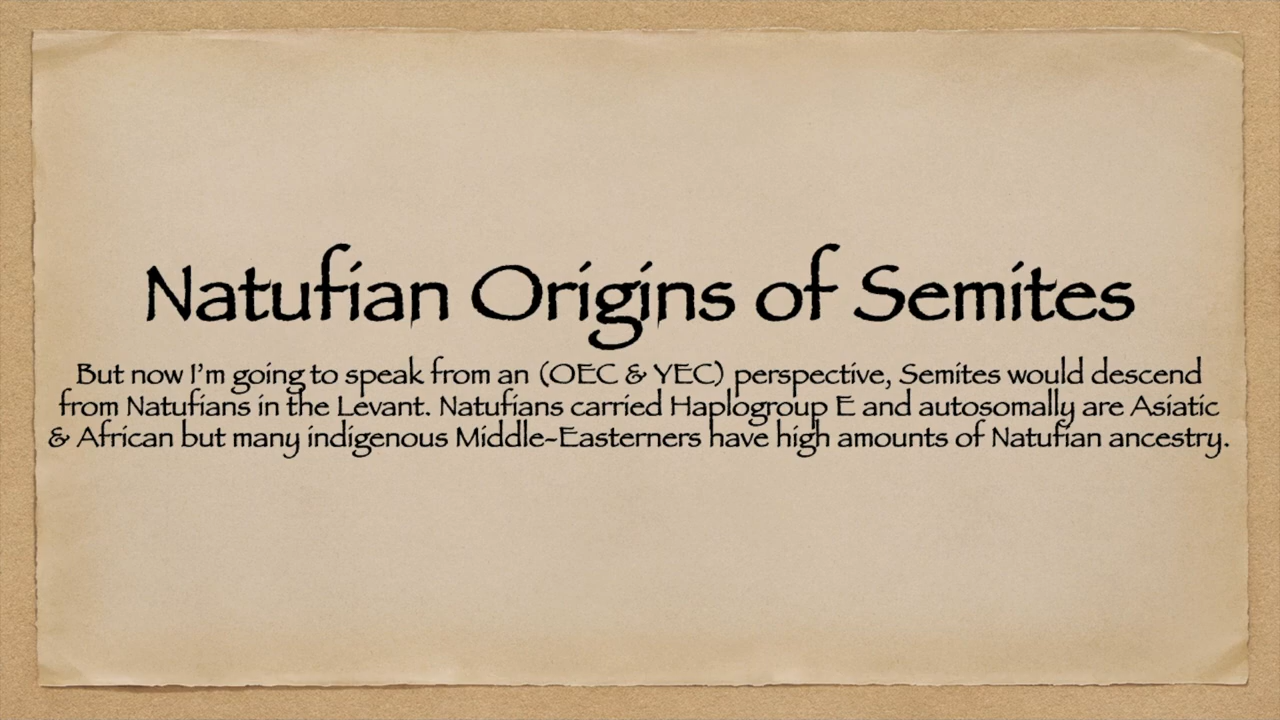 Natufian Origins of Semites
But now I'm going to speak from an (OEC & YEC) perspective, Semites would descend
from Natufians in the Levant. Natufians carried Haplogroup E and autosomally are Asiatic
& African but many indigenous Middle-Easterners have high amounts of Natufian ancestry.